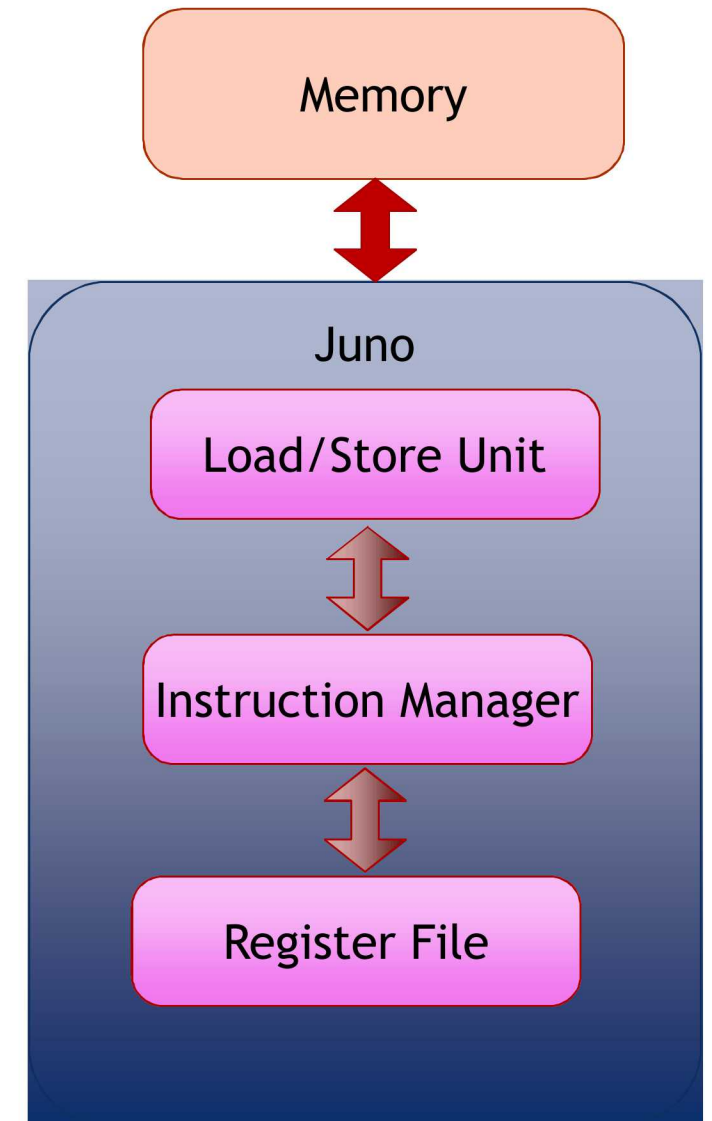 Memory
Juno
Load/Store Unit
Instruction Manager
Register File